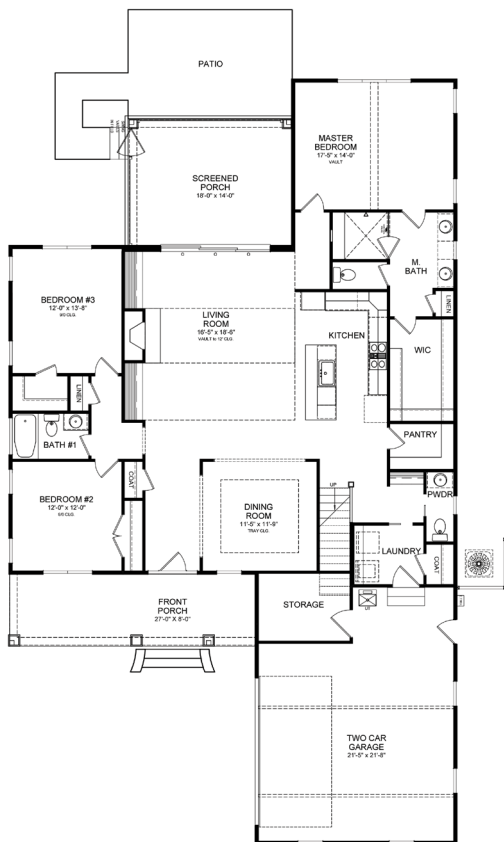 PATIO
MASTER
BEDROOM
17'-5" x 14'-0"
VAULT
SCREENED
PORCH
18'-0" x 14'-0"
M.
BATH
LINEN
BEDROOM #3
12'-0" x 13'-8"
LIVING
ROOM
16'-5" x 18'-6"
VAULT to 12' CLG.
KITCHEN
WIC
LINEN
BATH #1
PANTRY
BEDROOM #2
12'-0" x 12'-0"
COAT
UP
PWDR
DINING
ROOM
11'-5" x 11'-9"
TRAY CLG.
LAUNDRY
COAT
FRONT
PORCH
27'-0" X 8'-0"
STORAGE
UT
TWO CAR
GARAGE
21'-5" x 21'-8"